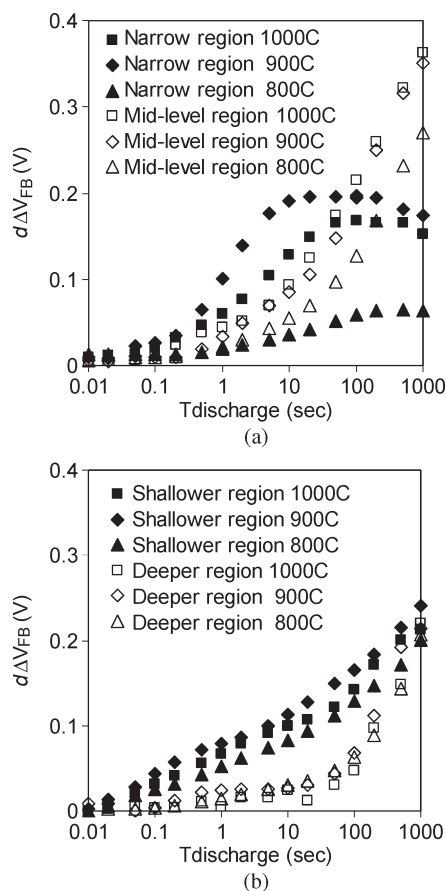 0.4
0.3
0.2
0.1
0
dΔV_FB (V)
Narrow region 1000C
Narrow region 900C
Narrow region 800C
Mid-level region 1000C
Mid-level region 900C
Mid-level region 800C
0.01 0.1 1 10 100 1000
Tdischarge (sec)
(a)
0.4
0.3
0.2
0.1
0
dΔV_FB (V)
Shallower region 1000C
Shallower region 900C
Shallower region 800C
Deeper region 1000C
Deeper region 900C
Deeper region 800C
0.01 0.1 1 10 100 1000
Tdischarge (sec)
(b)